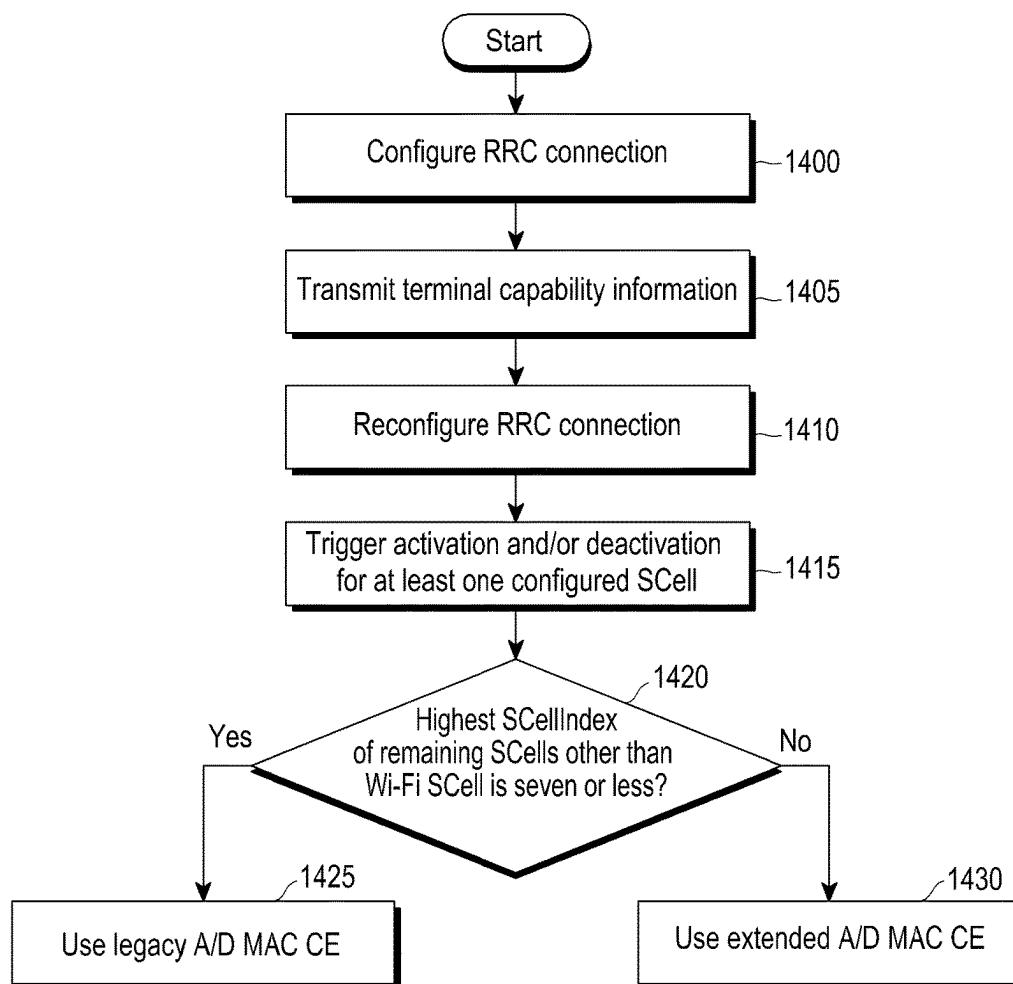 Start
Configure RRC connection
1400
Transmit terminal capability information
1405
Reconfigure RRC connection
1410
Trigger activation and/or deactivation
for at least one configured SCell
1415
1420
Highest SCellIndex
of remaining SCells other than
Wi-Fi SCell is seven or less?
Yes
No
1425
Use legacy A/D MAC CE
1430
Use extended A/D MAC CE